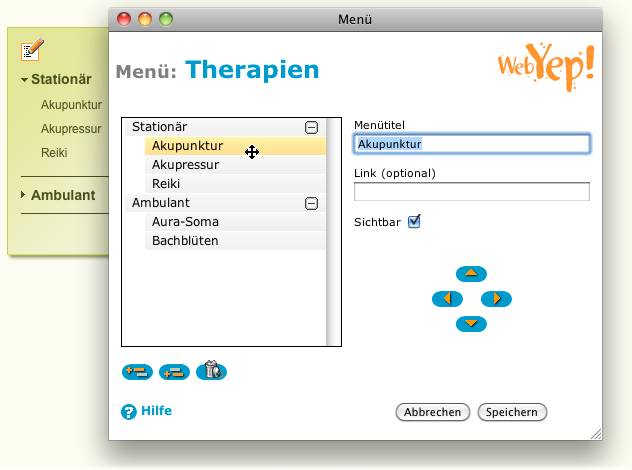 Menü
Stationär
Akupunktur
Akupressur
Reiki
Ambulant
Menü: Therapien
WebYep!
Stationär
Akupunktur
Akupressur
Reiki
Ambulant
Aura-Soma
Bachblüten
Menütitel
Akupunktur
Link (optional)
Sichtbar
? Hilfe
Abbrechen
Speichern